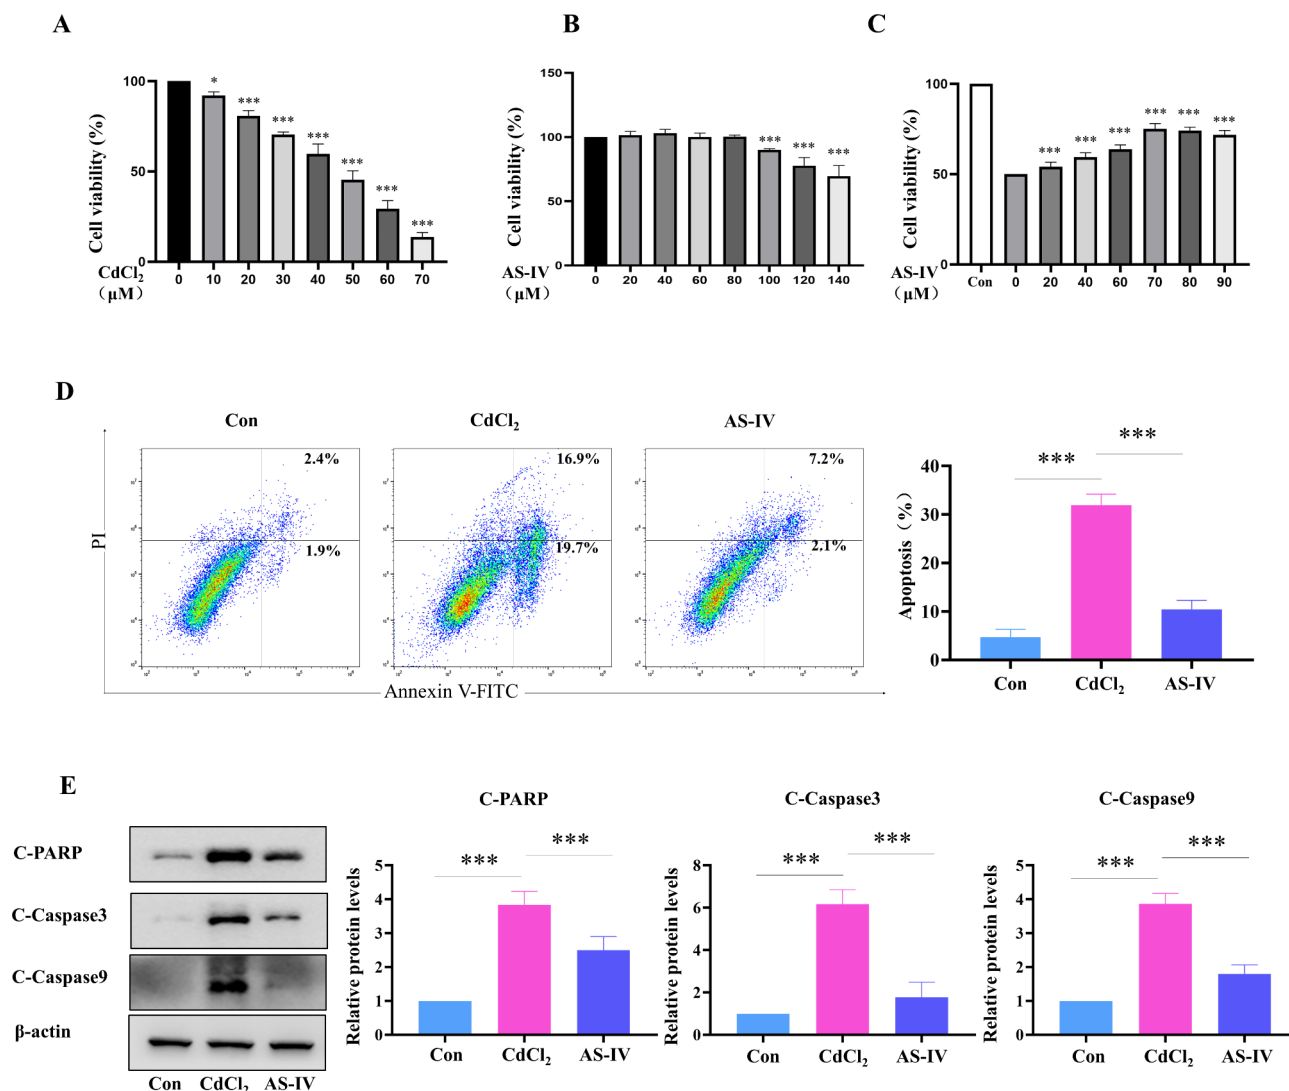 A
Cell viability (%)
100
50
0
*
***
***
***
***
***
***
CdCl₂
(μM)
0 10 20 30 40 50 60 70
B
Cell viability (%)
150
100
50
0
***
***
***
AS-IV
(μM)
0 20 40 60 80 100 120 140
C
Cell viability (%)
100
50
0
***
***
***
***
***
***
AS-IV
(μM)
Con 0 20 40 60 70 80 90
D
Con
CdCl₂
AS-IV
2.4%
1.9%
16.9%
19.7%
7.2%
2.1%
PI
Annexin V-FITC
Apoptosis (%)
40
30
20
10
0
***
***
Con CdCl₂ AS-IV
E
C-PARP
C-Caspase3
C-Caspase9
β-actin
Con CdCl₂ AS-IV
C-PARP
Relative protein levels
5
4
3
2
1
0
***
***
Con CdCl₂ AS-IV
C-Caspase3
Relative protein levels
8
6
4
2
0
***
***
Con CdCl₂ AS-IV
C-Caspase9
Relative protein levels
5
4
3
2
1
0
***
***
Con CdCl₂ AS-IV